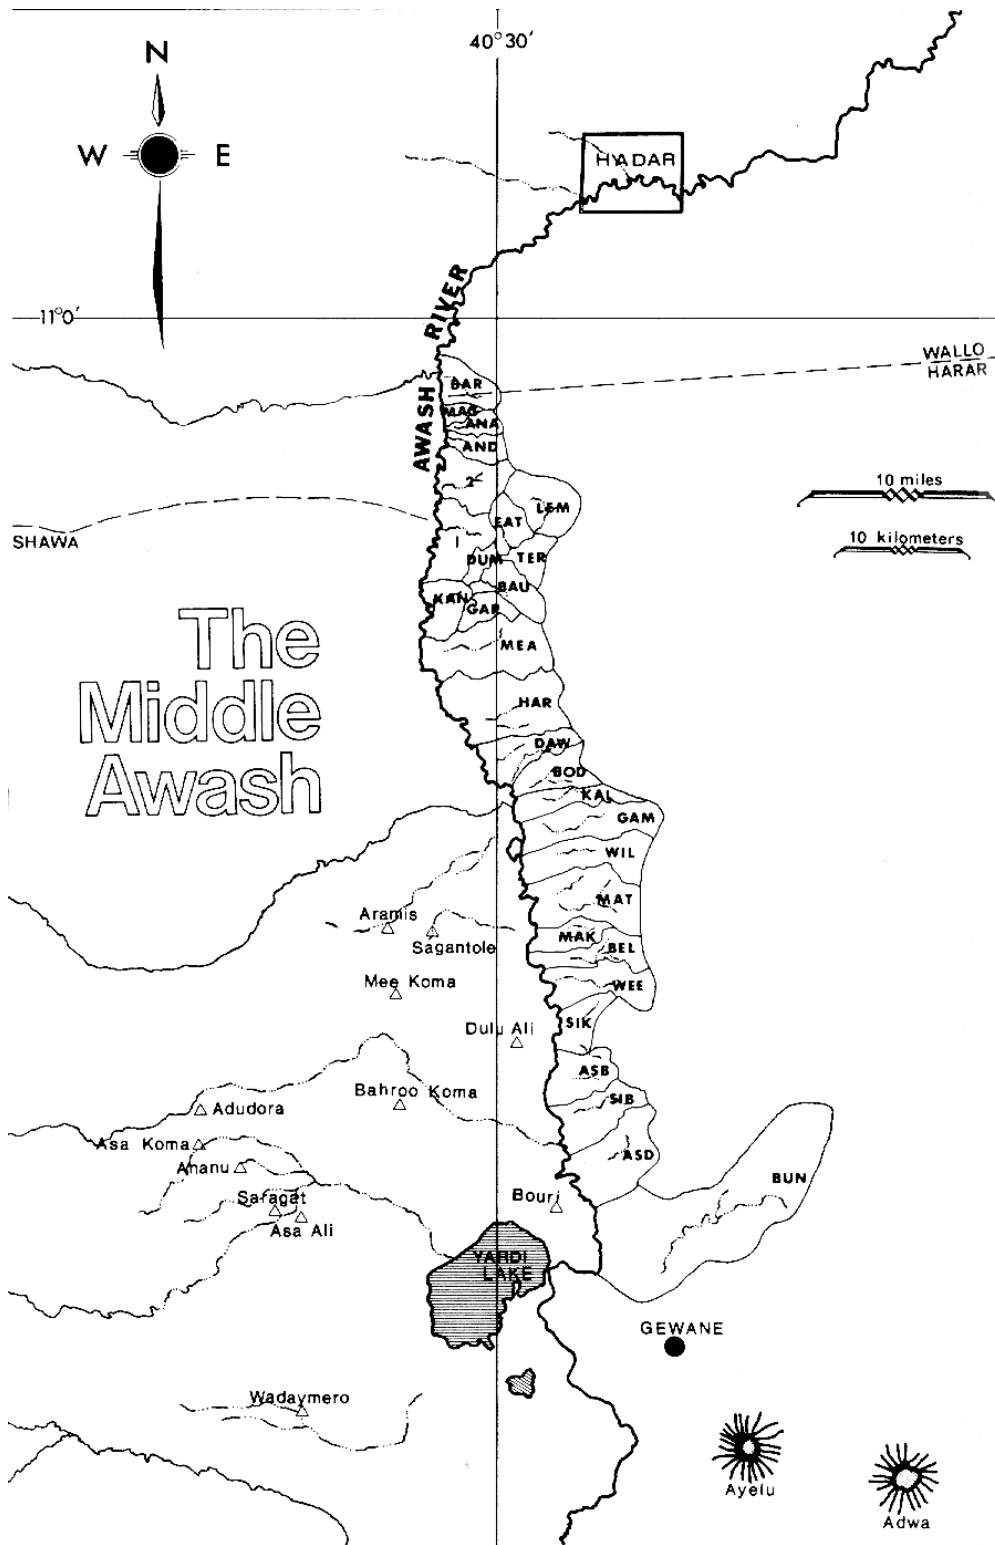 40°30'
N
W E
HADAR
AWASH RIVER
11°0'
WALLO
HARAR
BAR
MAG
ANA
AND
2
10 miles
LEM
EAT
SHAWA
1
10 kilometers
DUM
TER
BAU
KAN
GAR
The
Middle
Awash
MEA
HAR
DAW
BOD
KAL
GAM
WIL
MAT
Aramis
Sagantole
MAK
BEL
Mee Koma
WEE
SIK
Dulu Ali
ASB
Bahroo Koma
SIB
Adudora
Asa Koma
ASD
Ananu
BUN
Safagat
Bouri
Asa Ali
YARDI
LAKE
GEWANE
Wadaymero
Ayelu
Adwa